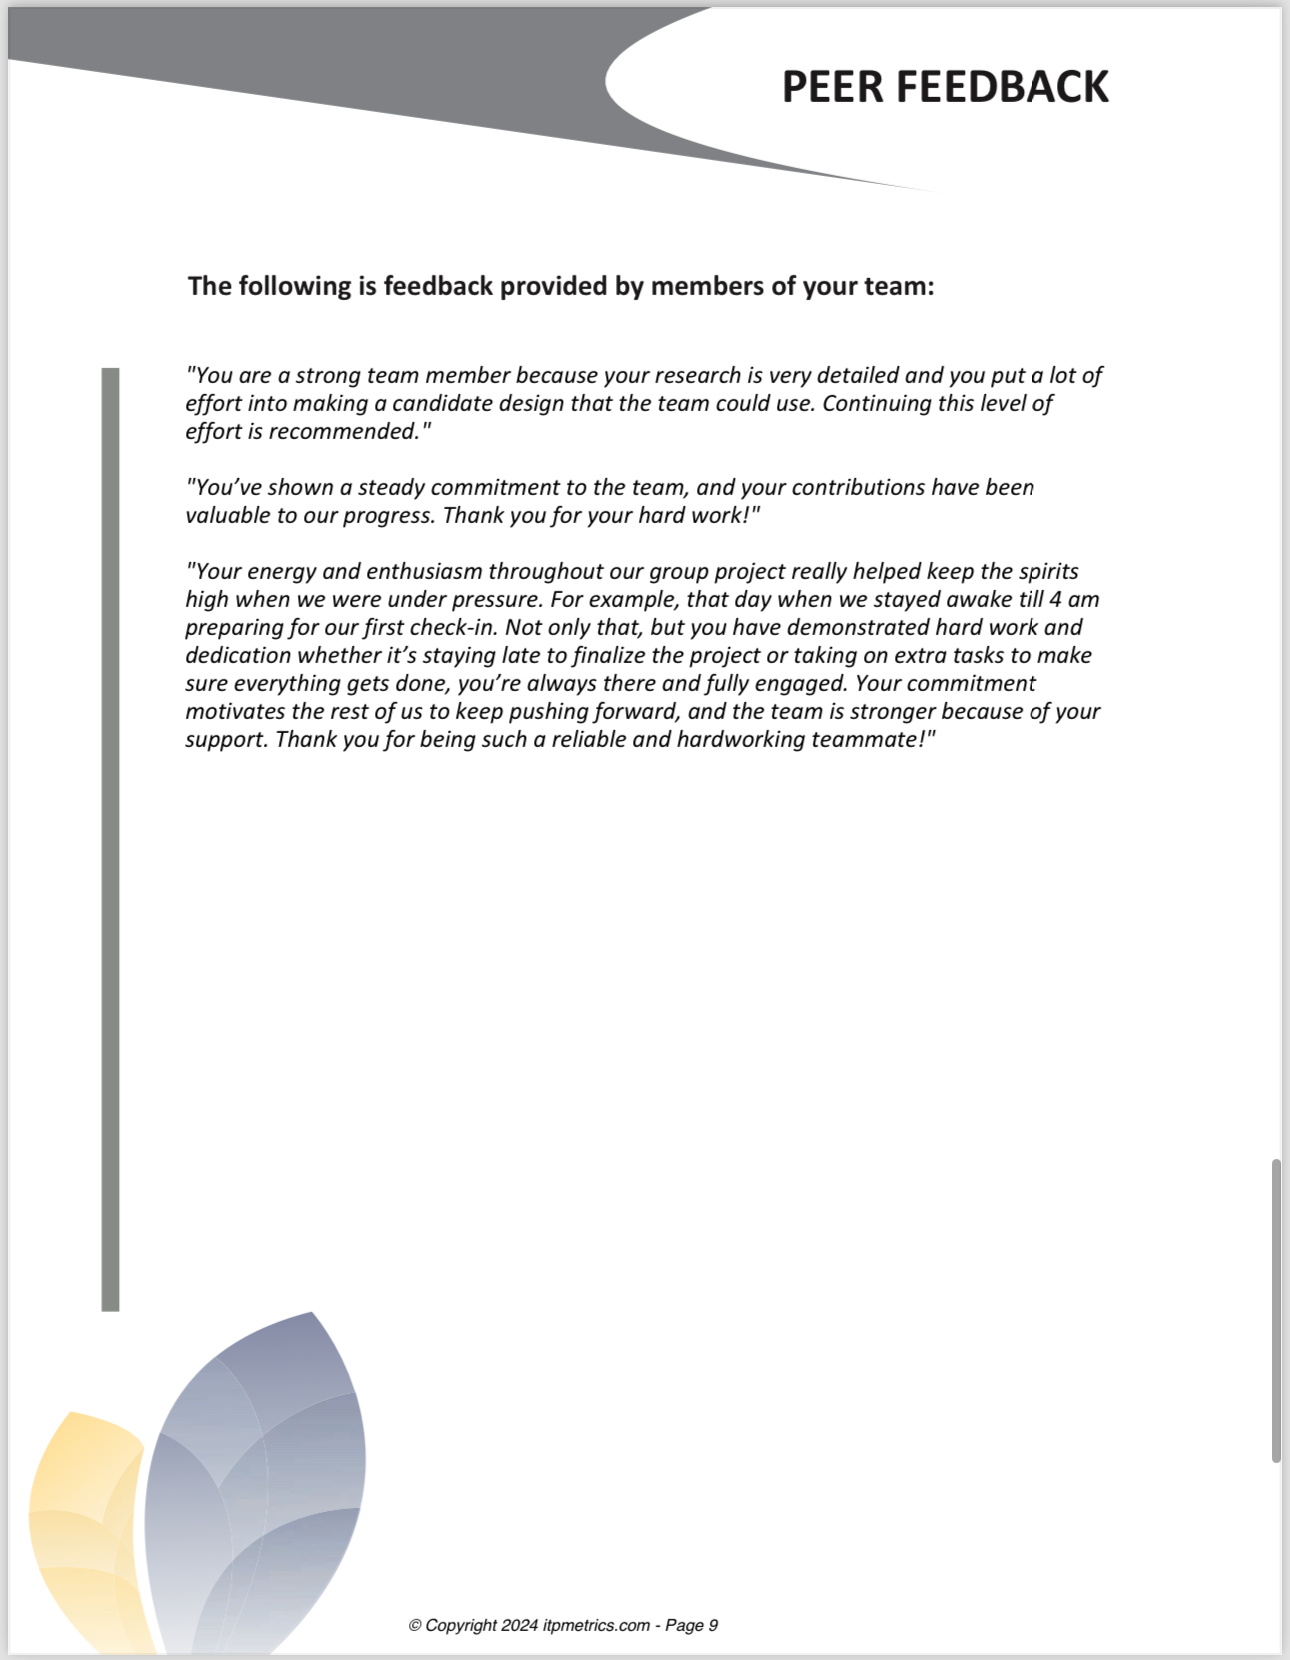 PEER FEEDBACK
The following is feedback provided by members of your team:
"You are a strong team member because your research is very detailed and you put a lot of
effort into making a candidate design that the team could use. Continuing this level of
effort is recommended."
"You’ve shown a steady commitment to the team, and your contributions have been
valuable to our progress. Thank you for your hard work!"
"Your energy and enthusiasm throughout our group project really helped keep the spirits
high when we were under pressure. For example, that day when we stayed awake till 4 am
preparing for our first check-in. Not only that, but you have demonstrated hard work and
dedication whether it’s staying late to finalize the project or taking on extra tasks to make
sure everything gets done, you’re always there and fully engaged. Your commitment
motivates the rest of us to keep pushing forward, and the team is stronger because of your
support. Thank you for being such a reliable and hardworking teammate!"
© Copyright 2024 itpmetrics.com - Page 9